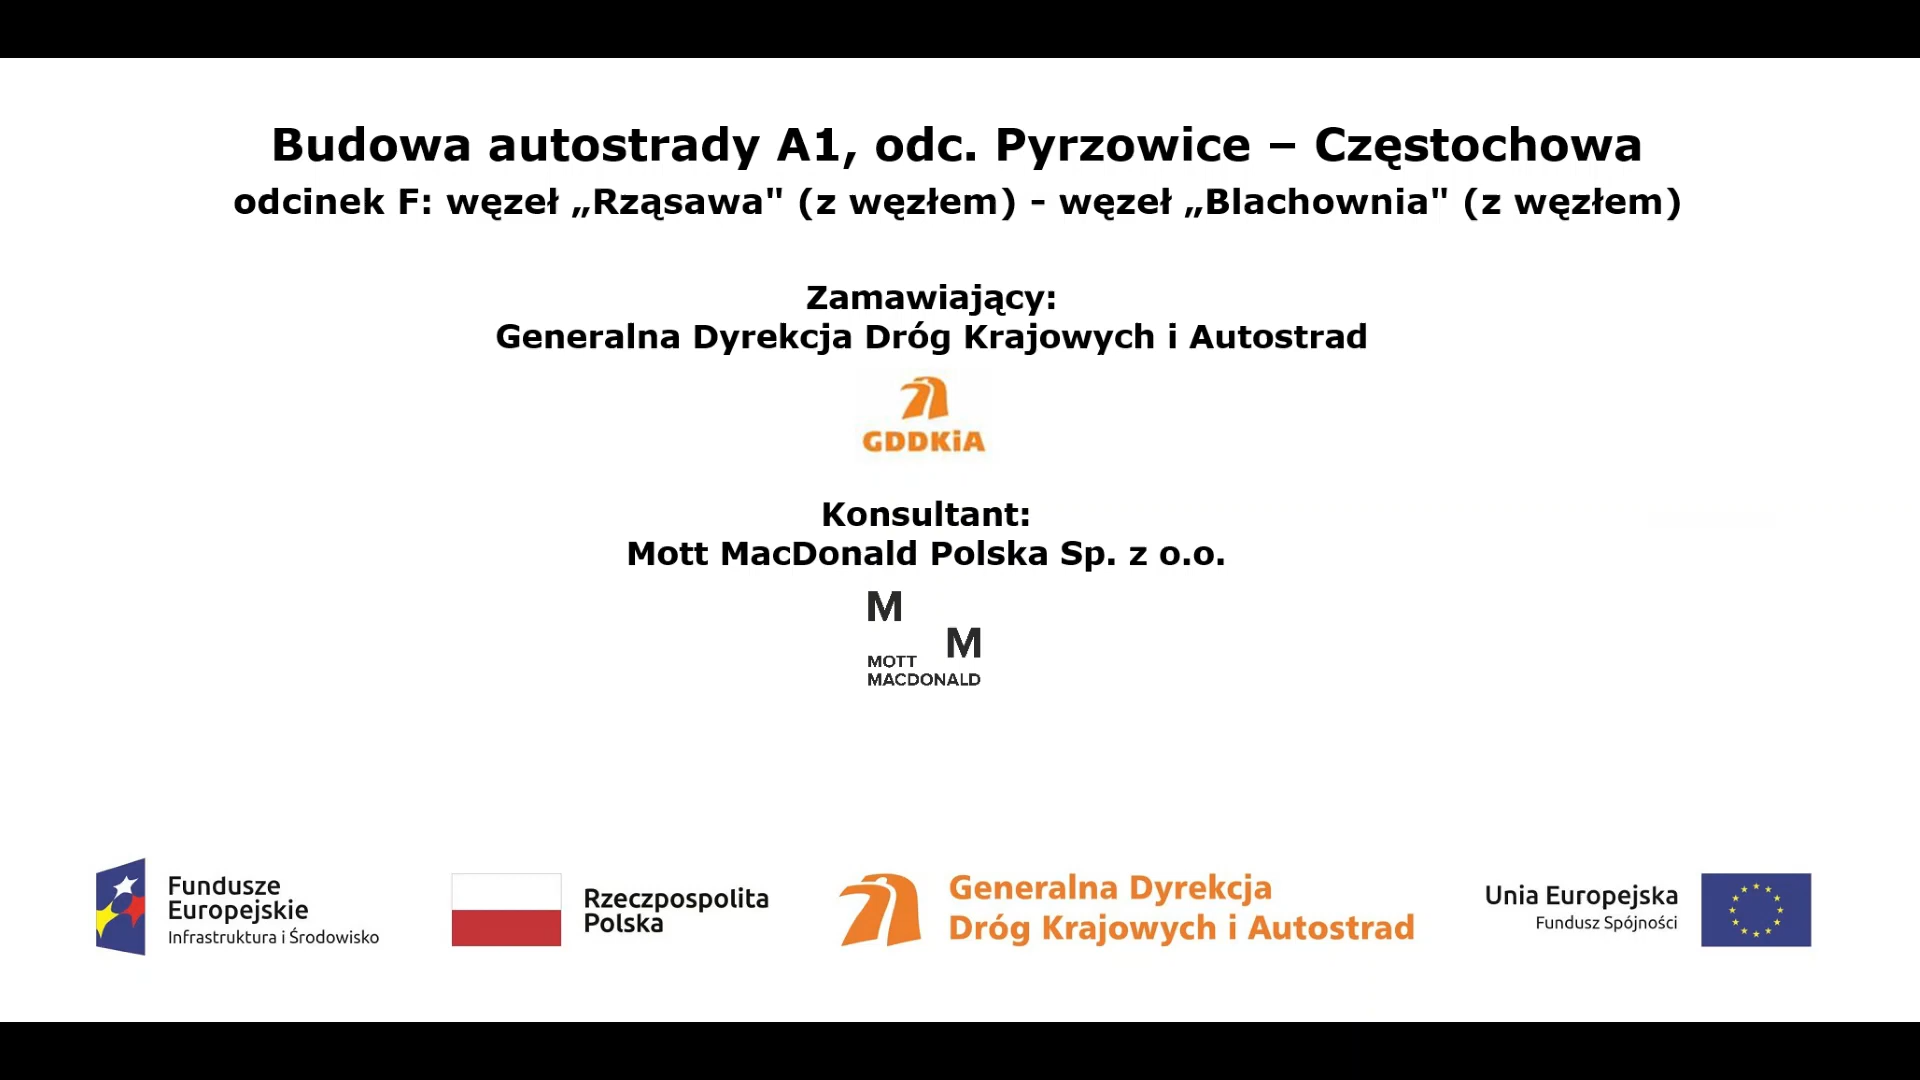 Budowa autostrady A1, odc. Pyrzowice – Częstochowa
odcinek F: węzeł „Rząsawa" (z węzłem) - węzeł „Blachownia" (z węzłem)
Zamawiający:
Generalna Dyrekcja Dróg Krajowych i Autostrad
GDDKiA
Konsultant:
Mott MacDonald Polska Sp. z o.o.
M
M
MOTT
MACDONALD
Fundusze
Europejskie
Infrastruktura i Środowisko
Rzeczpospolita
Polska
Generalna Dyrekcja
Dróg Krajowych i Autostrad
Unia Europejska
Fundusz Spójności